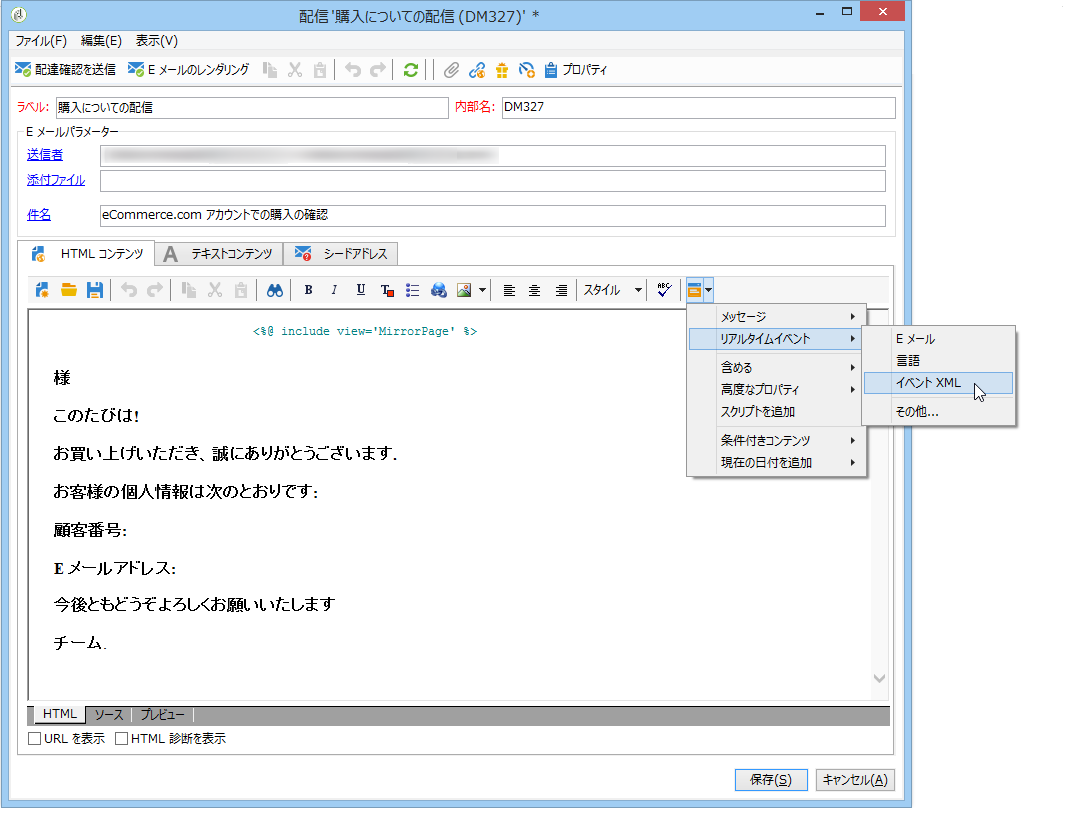 配信 '購入についての配信 (DM327)' *
ファイル(F) 編集(E) 表示(V)
配達確認を送信 E メールのレンダリング プロパティ
ラベル: 購入についての配信 内部名: DM327
E メールパラメーター
送信者
添付ファイル
件名 eCommerce.com アカウントでの購入の確認
HTML コンテンツ テキストコンテンツ シードアドレス
B I U T スタイル ABC
<%@ include view='MirrorPage' %>
様
このたびは!
お買い上げいただき、誠にありがとうございます.
お客様の個人情報は次のとおりです:
顧客番号:
E メールアドレス:
今後ともどうぞよろしくお願いいたします
チーム.
メッセージ
リアルタイムイベント
含める
高度なプロパティ
スクリプトを追加
条件付きコンテンツ
現在の日付を追加
E メール
言語
イベント XML
その他...
HTML ソース プレビュー
URL を表示 HTML 診断を表示
保存(S) キャンセル(A)